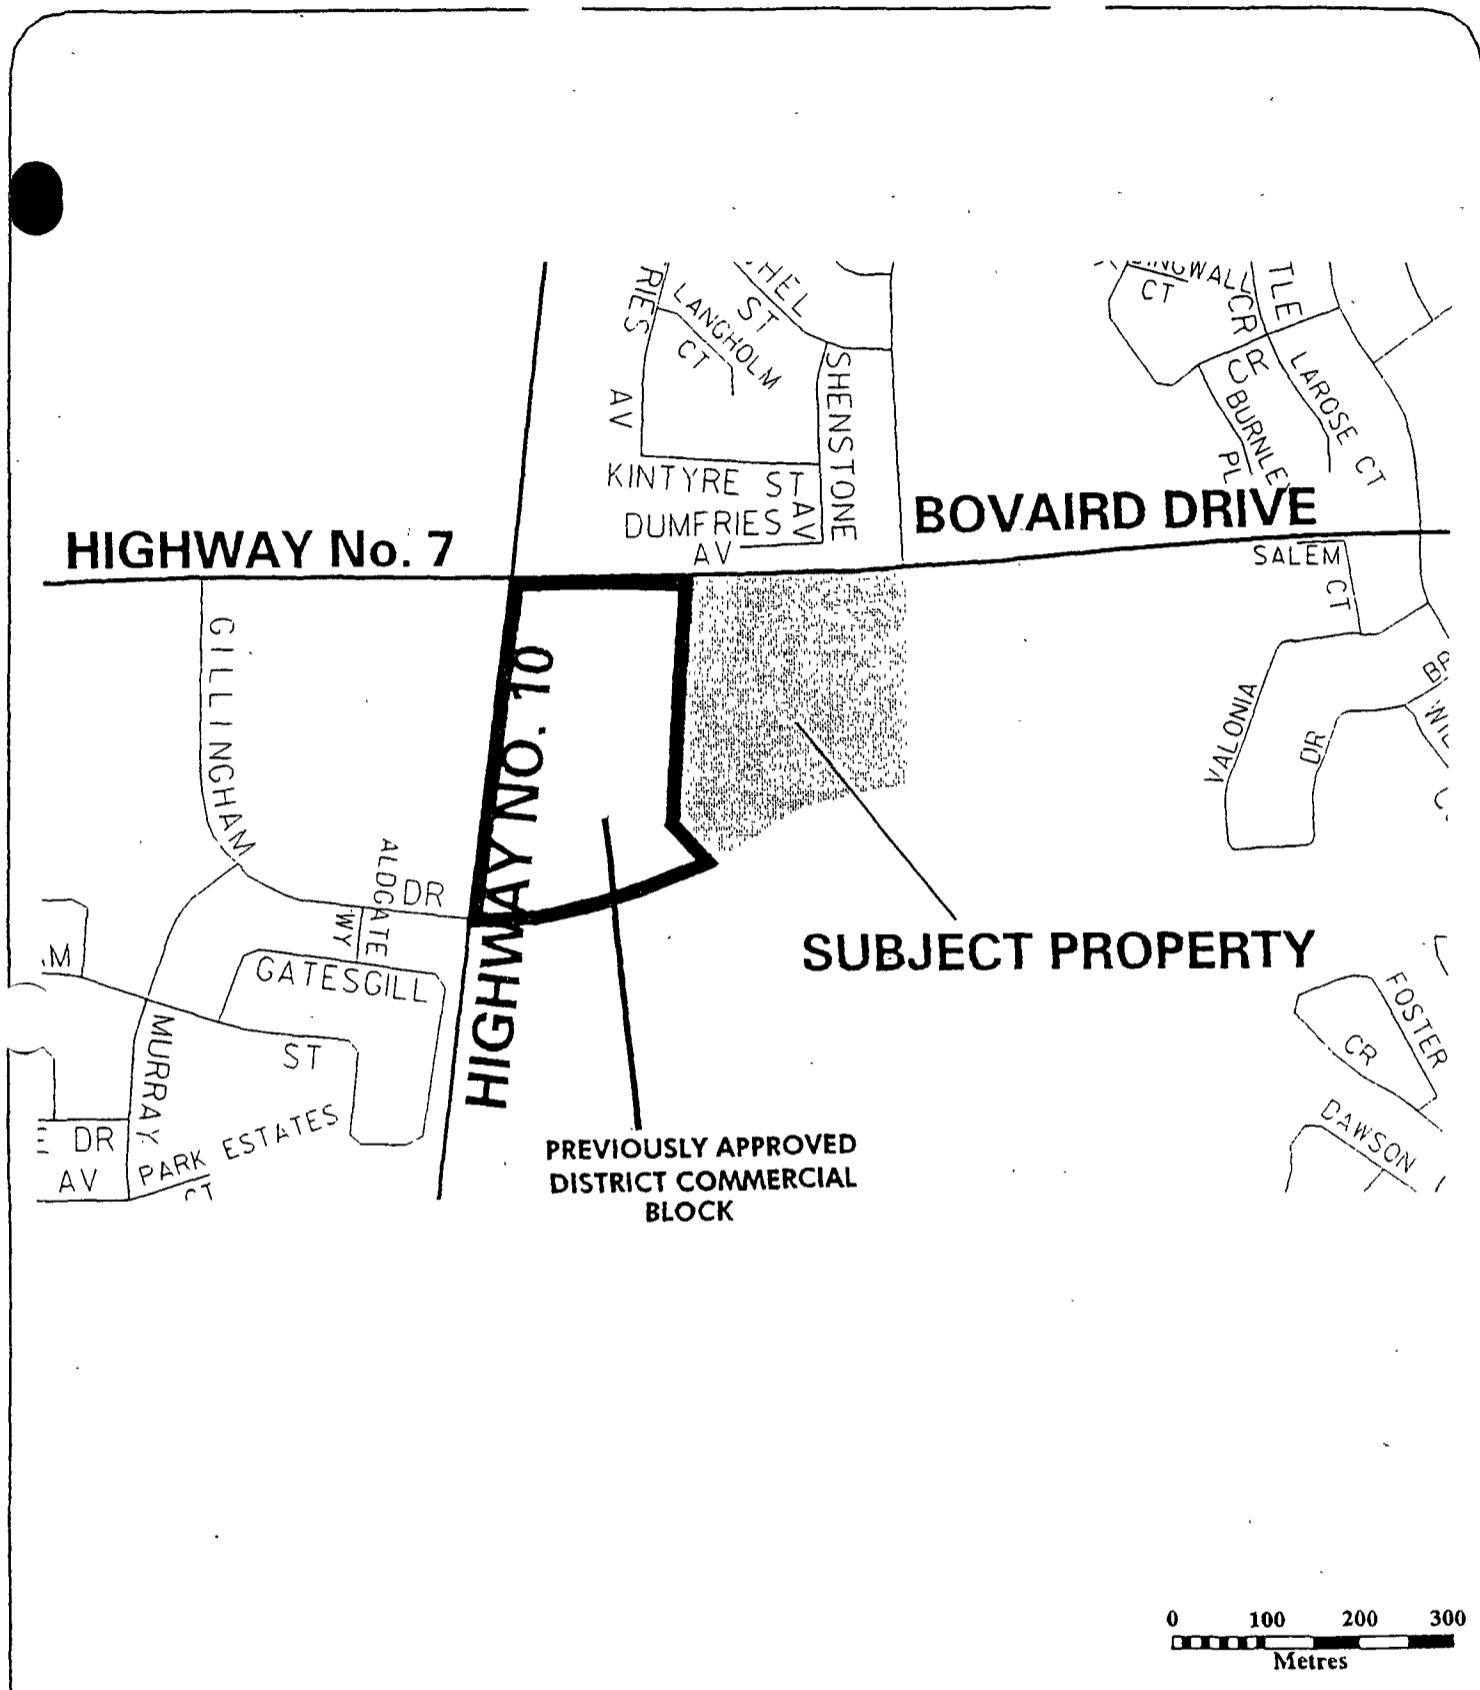 HEL
ST
RIES
AV
LANGHOLM
CT
SHENSTONE
AV
KINTYRE ST
DUMFRIES
AV
INGWALL
CT
CR
TLE
CR
LAROSE CT
BURNLE
PL
BOVAIRD DRIVE
HIGHWAY No. 7
SALEM
CT
GILLINGHAM
DR
HIGHWAY NO. 10
VALONIA
DR
ALDGATE
WY
GATESGILL
ST
SUBJECT PROPERTY
FOSTER
CR
DAWSON
MURRAY
DR
AV
PARK ESTATES
CT
PREVIOUSLY APPROVED
DISTRICT COMMERCIAL
BLOCK
0 100 200 300
Metres